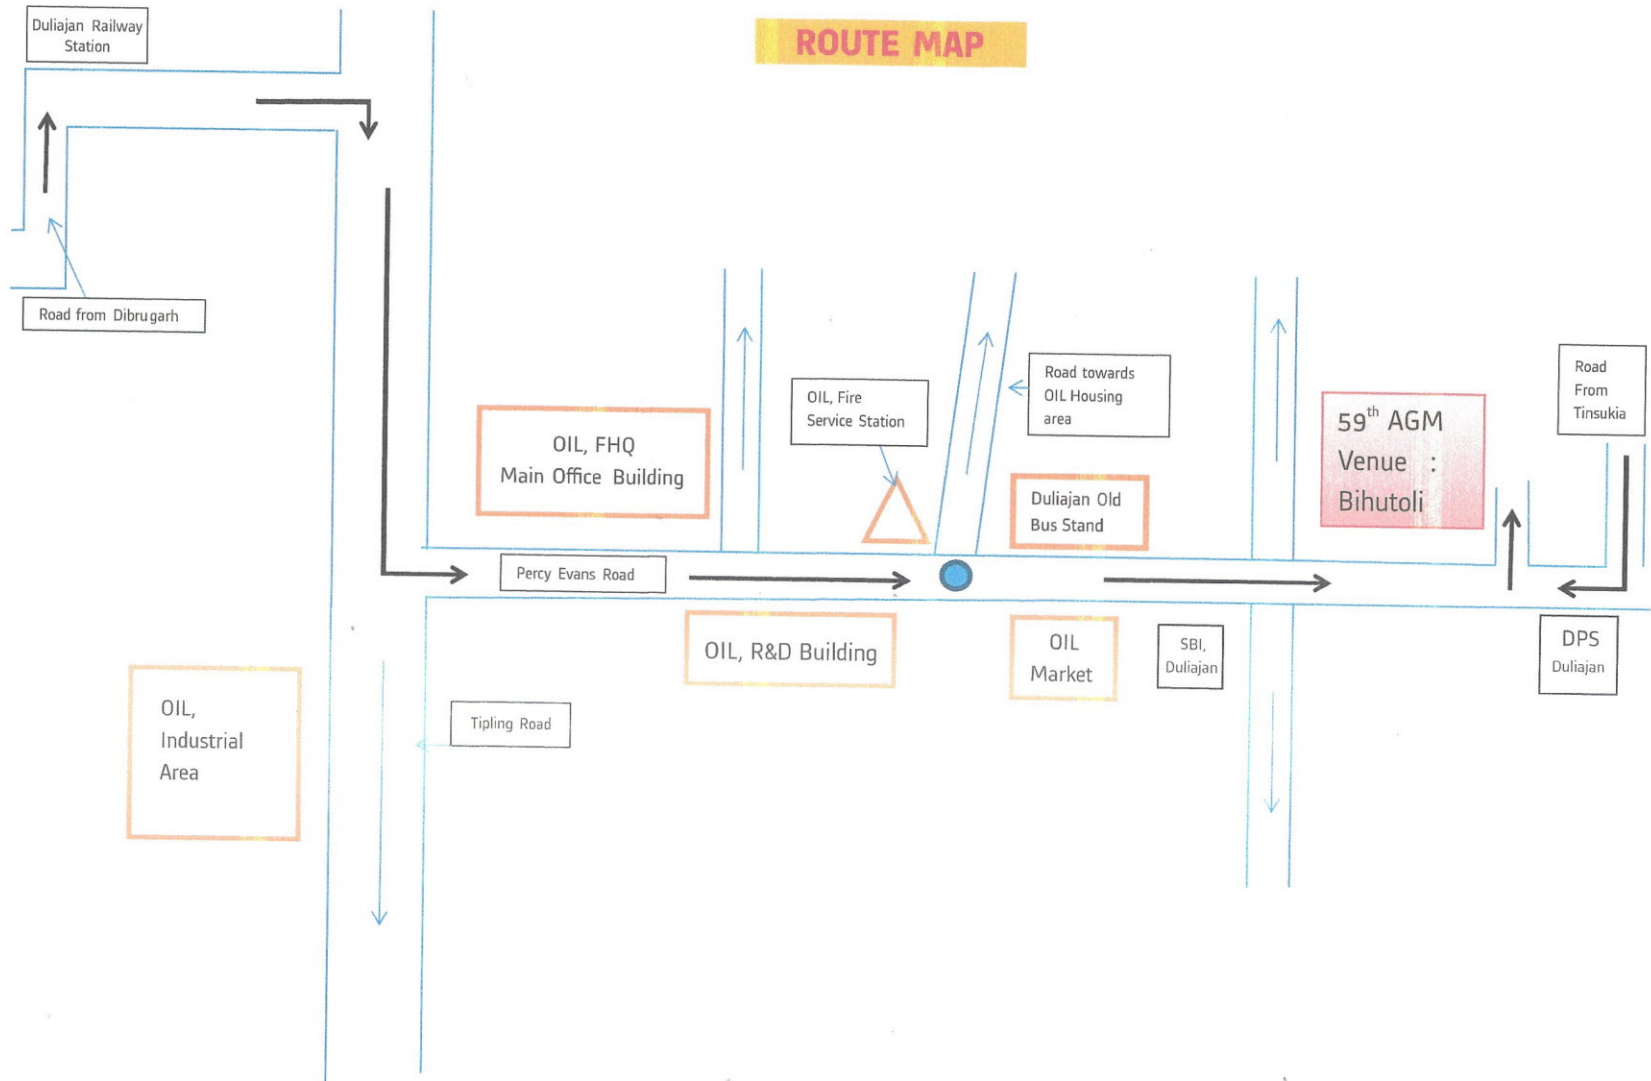 Duliajan Railway
Station
ROUTE MAP
Road from Dibrugarh
OIL, FHQ
Main Office Building
OIL, Fire
Service Station
Road towards
OIL Housing
area
Duliajan Old
Bus Stand
59th AGM
Venue :
Bihutoli
Road
From
Tinsukia
Percy Evans Road
OIL, R&D Building
OIL
Market
SBI,
Duliajan
DPS
Duliajan
OIL,
Industrial
Area
Tipling Road